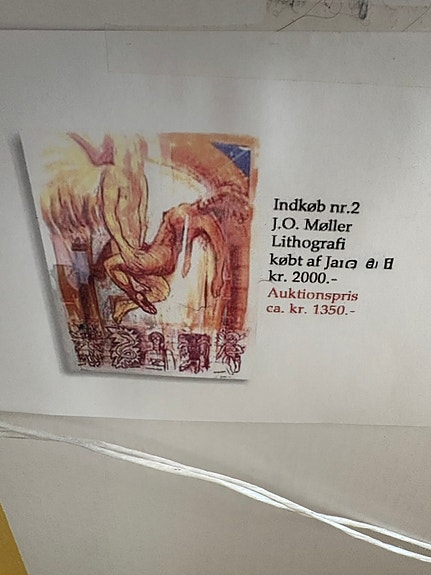 Indkøb nr.2
J.O. Møller
Lithografi
købt af
kr. 2000.-
Auktionspris
ca. kr. 1350.-